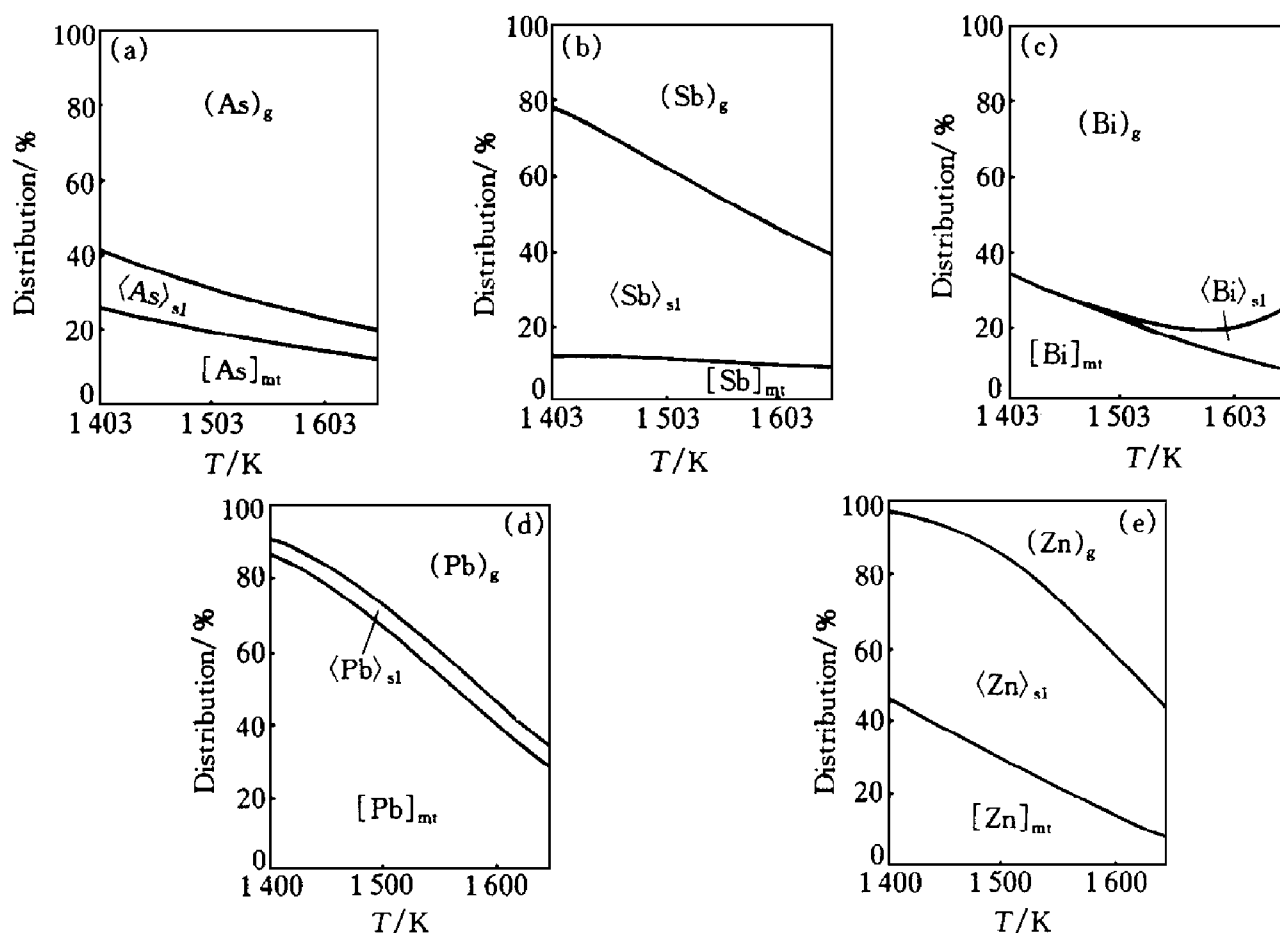 (a)
100
80
60
40
20
0
Distribution/%
(As)g
⟨As⟩sl
[As]mt
1 403 1 503 1 603
T/K
(b)
100
80
60
40
20
0
Distribution/%
(Sb)g
⟨Sb⟩sl
[Sb]mt
1 403 1 503 1 603
T/K
(c)
100
80
60
40
20
0
Distribution/%
(Bi)g
⟨Bi⟩sl
[Bi]mt
1 403 1 503 1 603
T/K
(d)
100
80
60
40
20
0
Distribution/%
(Pb)g
⟨Pb⟩sl
[Pb]mt
1 400 1 500 1 600
T/K
(e)
100
80
60
40
20
0
Distribution/%
(Zn)g
⟨Zn⟩sl
[Zn]mt
1 400 1 500 1 600
T/K